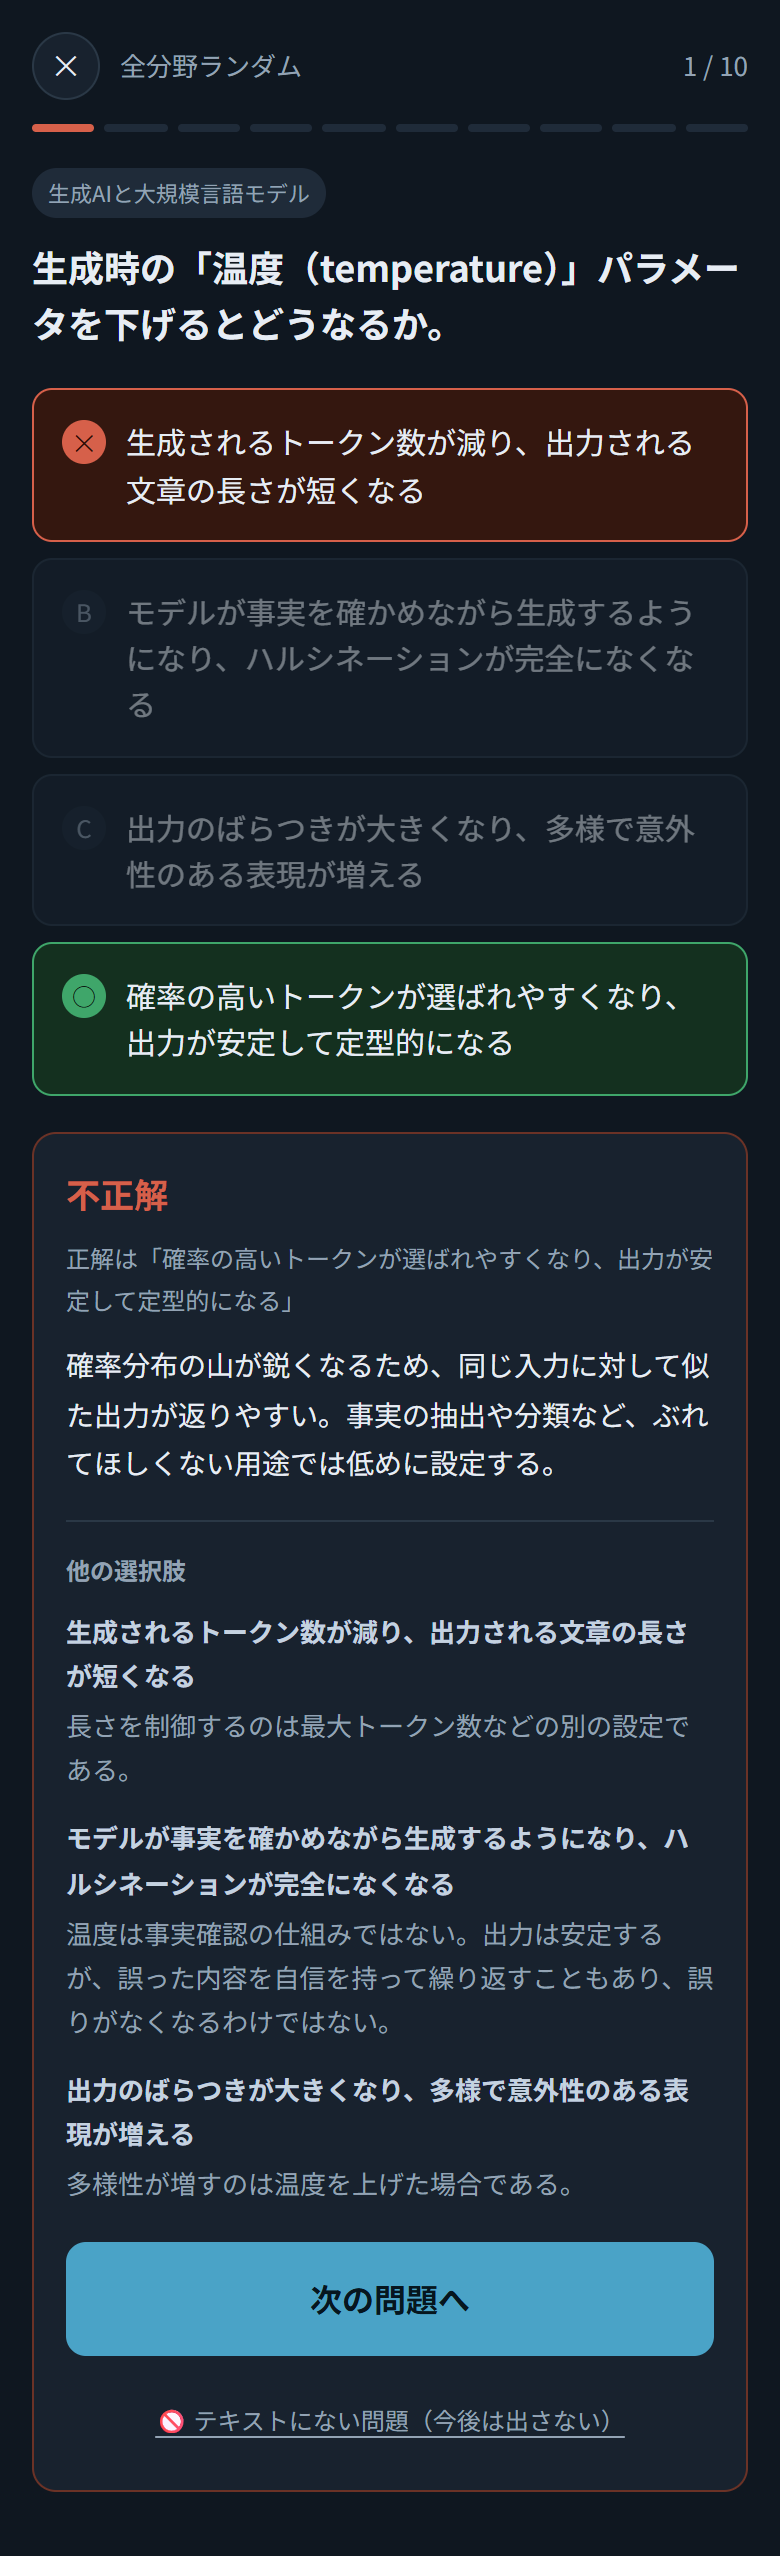 × 全分野ランダム 1 / 10
生成AIと大規模言語モデル
生成時の「温度（temperature）」パラメー
タを下げるとどうなるか。
× 生成されるトークン数が減り、出力される
文章の長さが短くなる
B モデルが事実を確かめながら生成するよう
になり、ハルシネーションが完全になくな
る
C 出力のばらつきが大きくなり、多様で意外
性のある表現が増える
○ 確率の高いトークンが選ばれやすくなり、
出力が安定して定型的になる
不正解
正解は「確率の高いトークンが選ばれやすくなり、出力が安
定して定型的になる」
確率分布の山が鋭くなるため、同じ入力に対して似
た出力が返りやすい。事実の抽出や分類など、ぶれ
てほしくない用途では低めに設定する。
他の選択肢
生成されるトークン数が減り、出力される文章の長さ
が短くなる
長さを制御するのは最大トークン数などの別の設定で
ある。
モデルが事実を確かめながら生成するようになり、ハ
ルシネーションが完全になくなる
温度は事実確認の仕組みではない。出力は安定する
が、誤った内容を自信を持って繰り返すこともあり、誤
りがなくなるわけではない。
出力のばらつきが大きくなり、多様で意外性のある表
現が増える
多様性が増すのは温度を上げた場合である。
次の問題へ
🚫 テキストにない問題（今後は出さない）